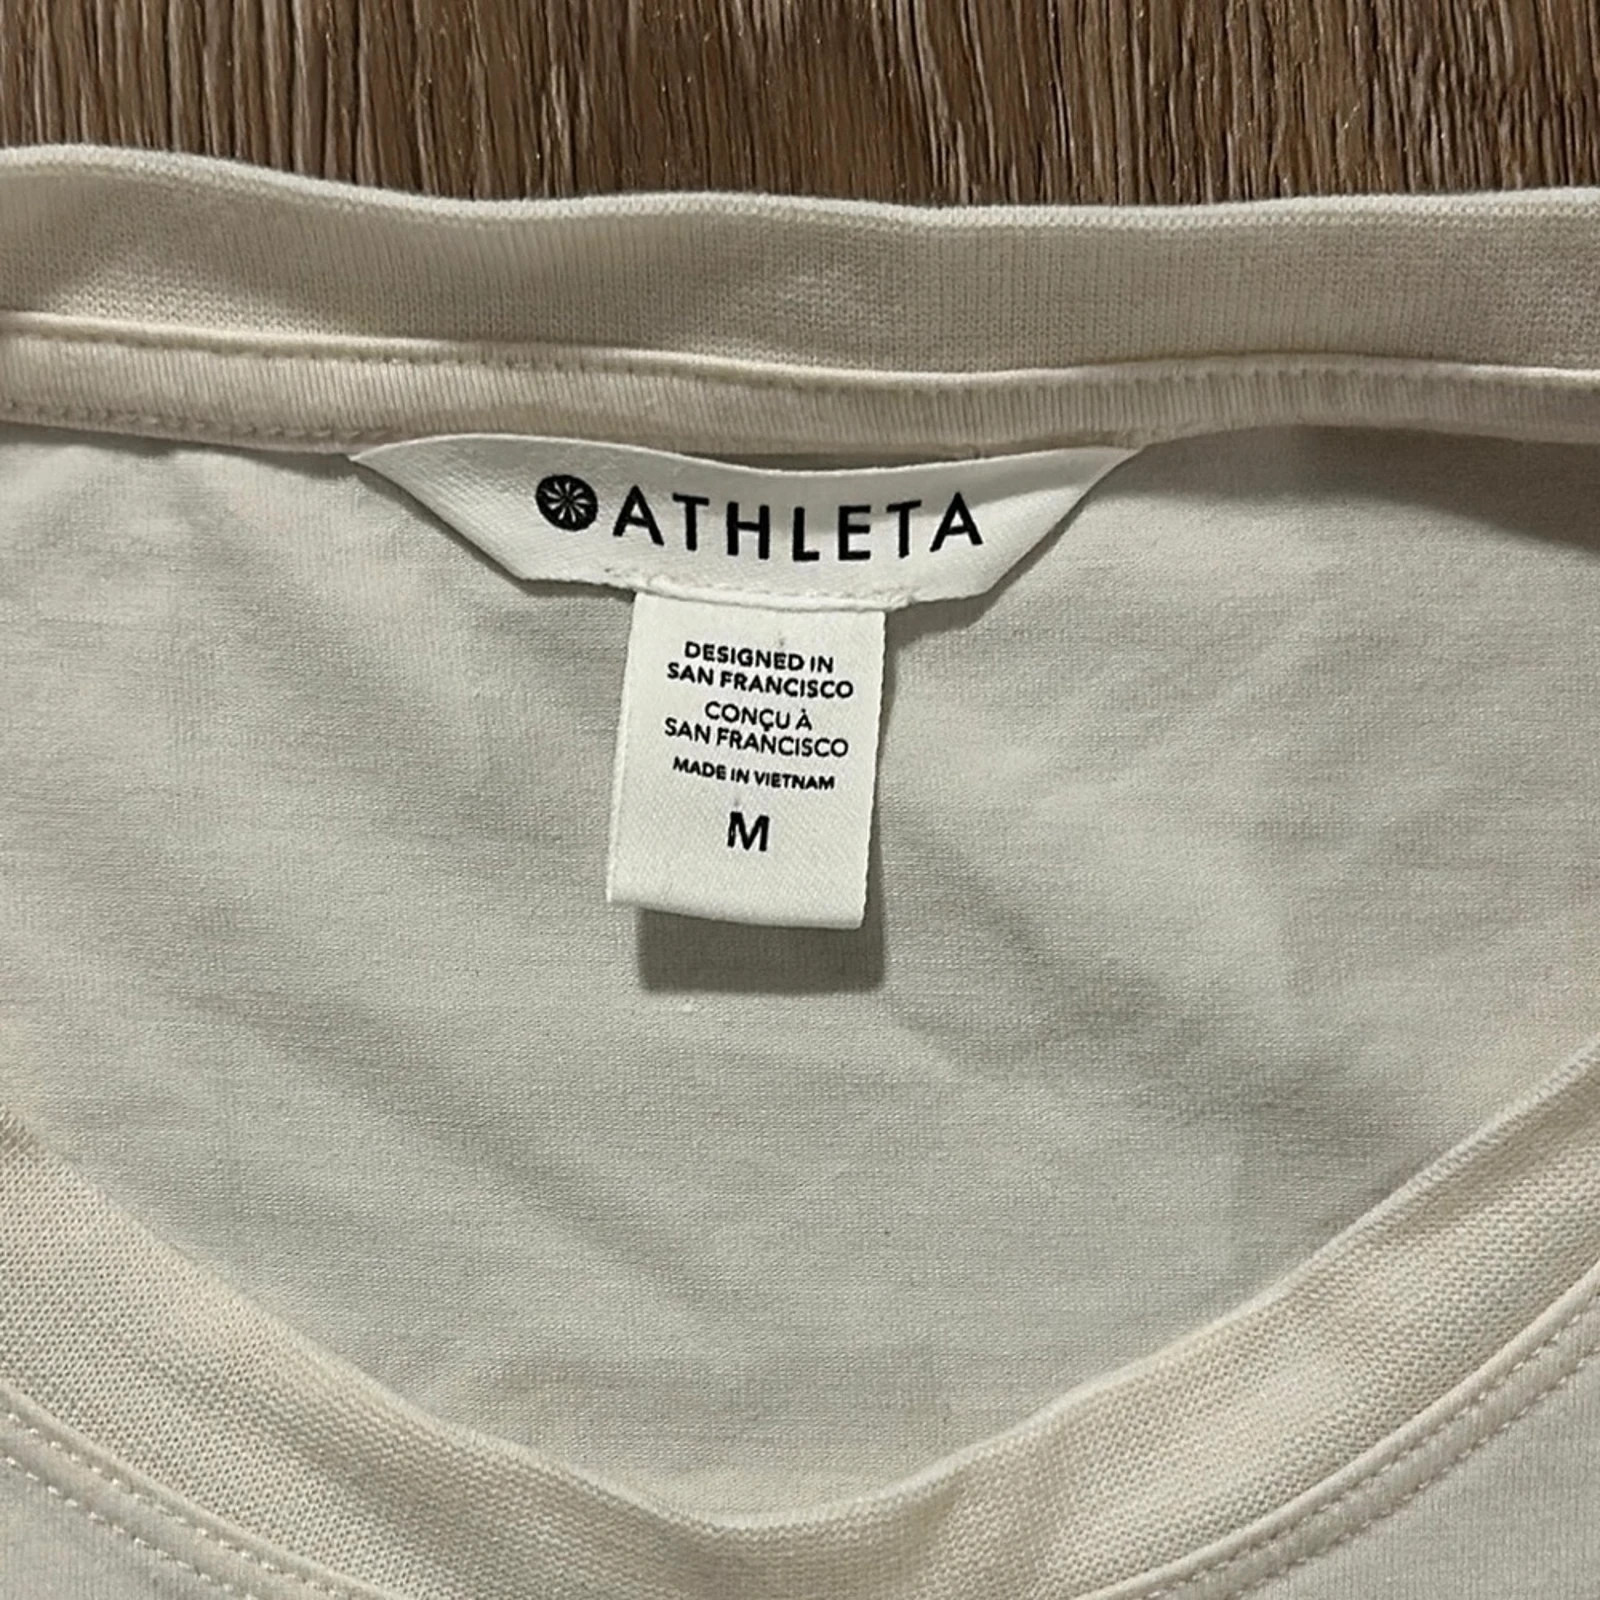 ATHLETA
DESIGNED IN
SAN FRANCISCO
CONÇU À
SAN FRANCISCO
MADE IN VIETNAM
M